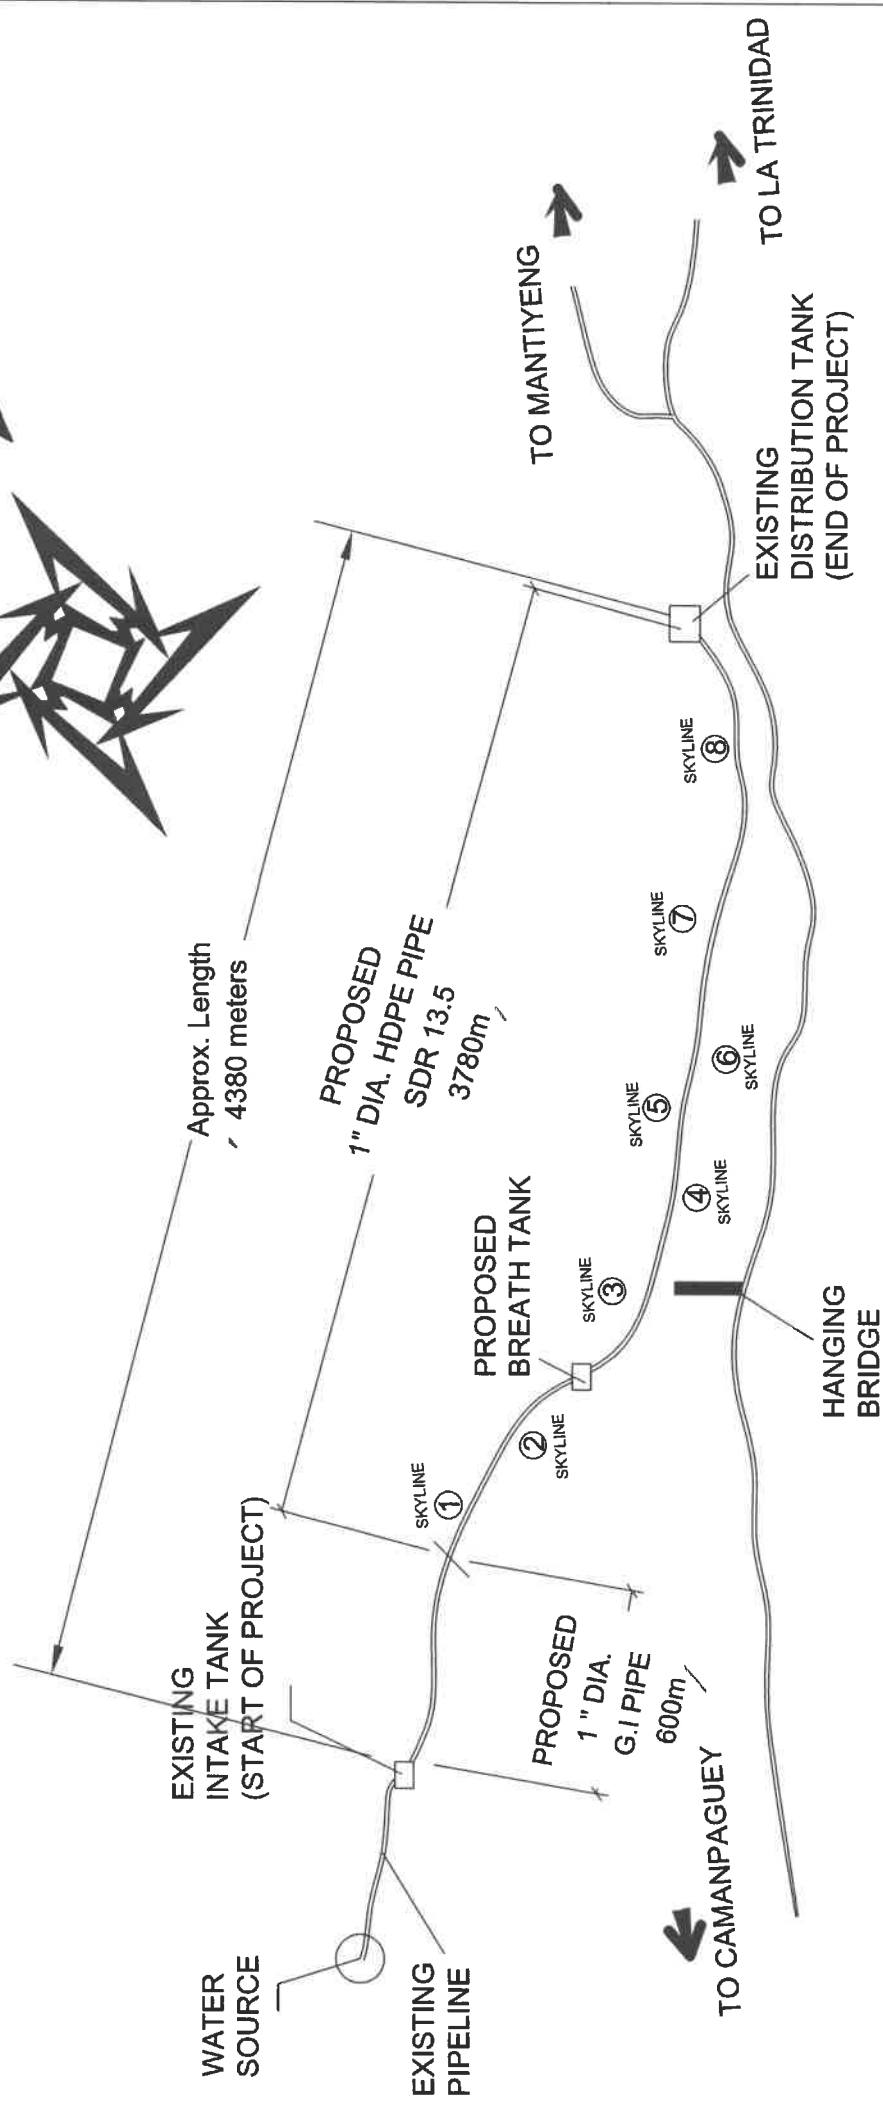 WATER
SOURCE
EXISTING
PIPELINE
EXISTING
INTAKE TANK
(START OF PROJECT)
Approx. Length
4380 meters
PROPOSED
1" DIA. HDPE PIPE
SDR 13.5
3780m
PROPOSED
1" DIA.
G.I PIPE
600m
SKYLINE
1
2
SKYLINE
PROPOSED
BREATH TANK
SKYLINE
3
4
SKYLINE
SKYLINE
5
6
SKYLINE
SKYLINE
7
SKYLINE
8
HANGING
BRIDGE
EXISTING
DISTRIBUTION TANK
(END OF PROJECT)
TO MANTIYENG
TO LA TRINIDAD
TO CAMANPAGUEY